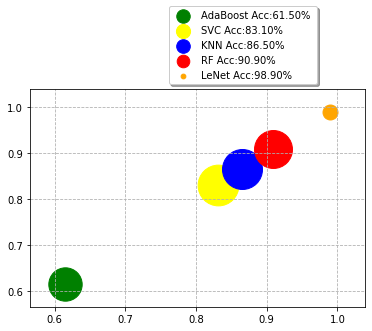 AdaBoost Acc:61.50%
SVC Acc:83.10%
KNN Acc:86.50%
RF Acc:90.90%
LeNet Acc:98.90%
1.0
0.9
0.8
0.7
0.6
0.6 0.7 0.8 0.9 1.0